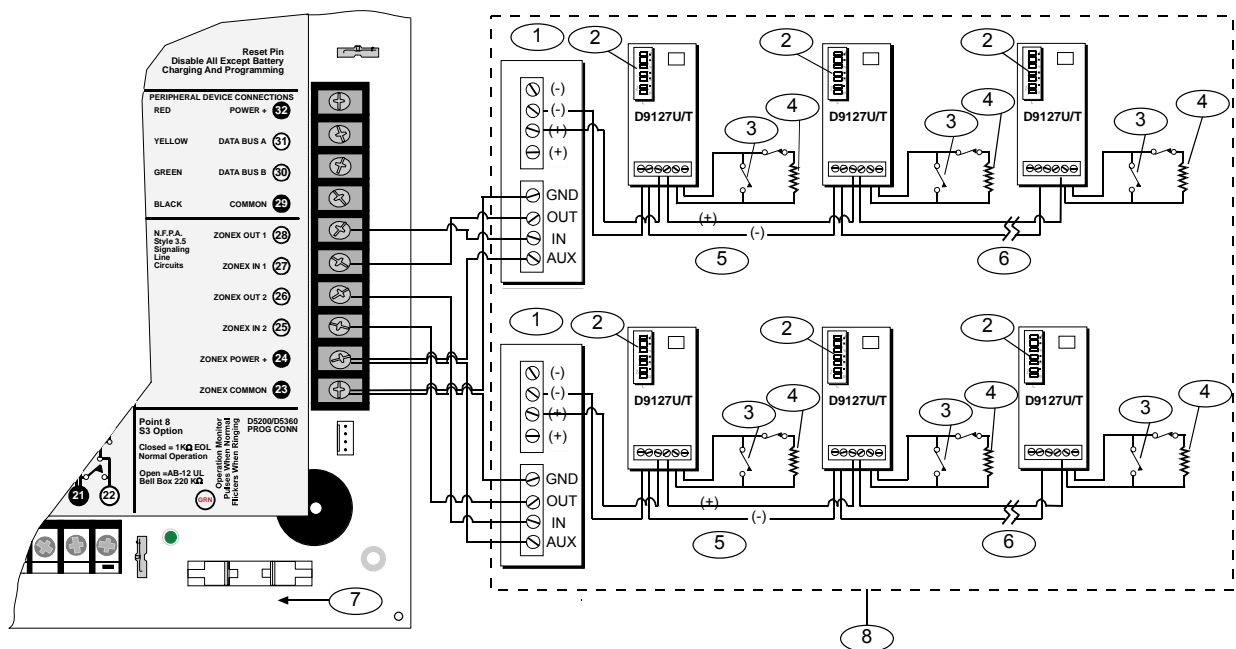 Reset Pin
Disable All Except Battery
Charging And Programming
PERIPHERAL DEVICE CONNECTIONS
RED POWER + 32
YELLOW DATA BUS A 31
GREEN DATA BUS B 30
BLACK COMMON 29
N.F.P.A.
Style 3.5
Signaling
Line
Circuits
ZONEX OUT 1 28
ZONEX IN 1 27
ZONEX OUT 2 26
ZONEX IN 2 25
ZONEX POWER + 24
ZONEX COMMON 23
Point 8
S3 Option
Closed = 1KΩ EOL
Normal Operation
Open =AB-12 UL
Bell Box 220 KΩ
Operation Monitor
Pulses When Normal
Flickers When Ringing
GRN
D5200/D5360
PROG CONN
21 22
7
1
(-)
(-)
(+)
(+)
GND
OUT
IN
AUX
2
D9127U/T
3
4
2
D9127U/T
3
4
2
D9127U/T
3
4
(+)
(-)
5
6
1
(-)
(-)
(+)
(+)
GND
OUT
IN
AUX
2
D9127U/T
3
4
2
D9127U/T
3
4
2
D9127U/T
3
4
(+)
(-)
5
6
8